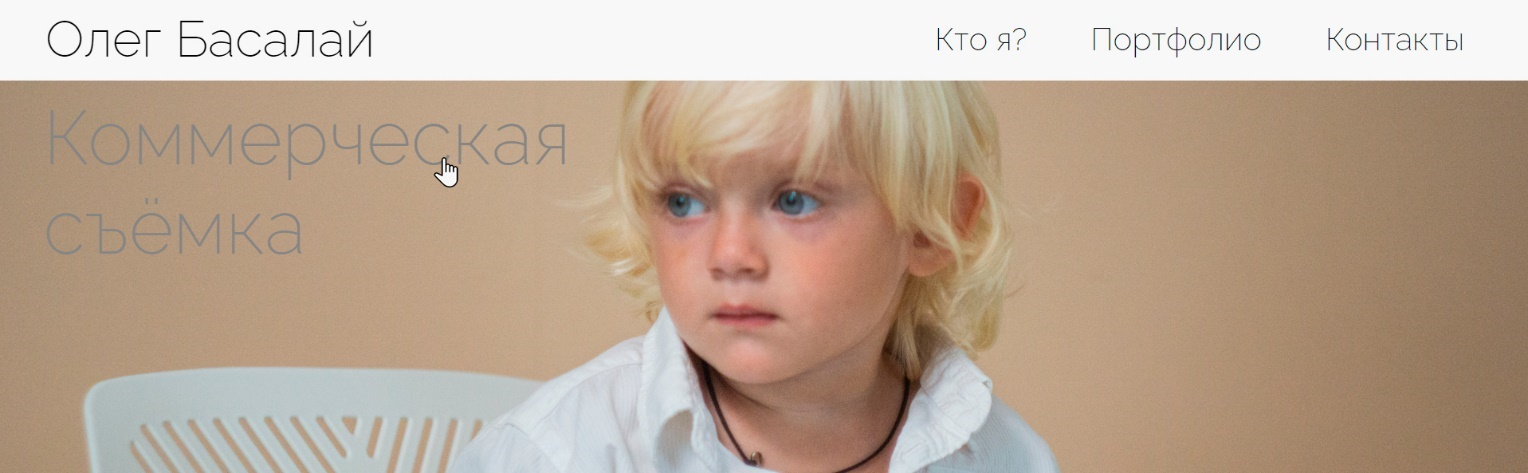 Олег Басалай
Кто я? Портфолио Контакты
Коммерческая
съёмка